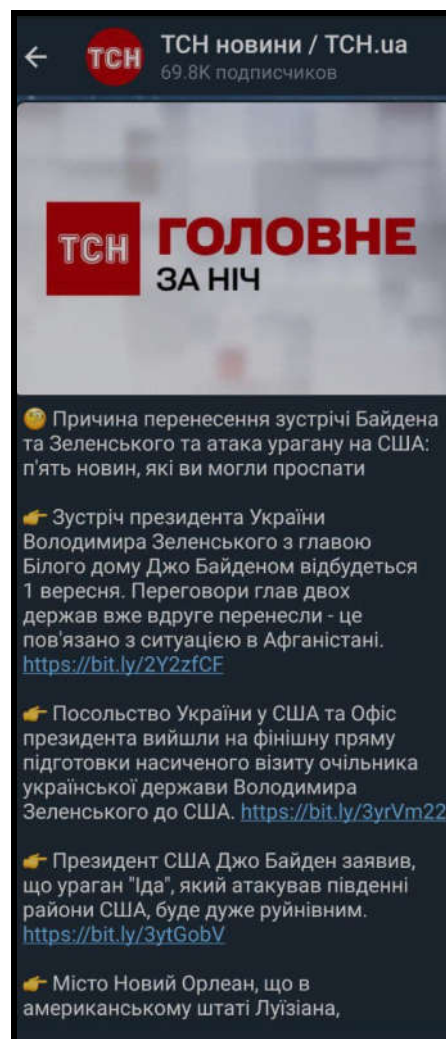 ТСН новини / ТСН.ua
ТСН
69.8K подписчиков
ТСН ГОЛОВНЕ
ЗА НІЧ
Причина перенесення зустрічі Байдена
та Зеленського та атака урагану на США:
п'ять новин, які ви могли проспати
Зустріч президента України
Володимира Зеленського з главою
Білого дому Джо Байденом відбудеться
1 вересня. Переговори глав двох
держав вже вдруге перенесли - це
пов'язано з ситуацією в Афганістані.
https://bit.ly/2Y2zfCF
Посольство України у США та Офіс
президента вийшли на фінішну пряму
підготовки насиченого візиту очільника
української держави Володимира
Зеленського до США. https://bit.ly/3yrVm22
Президент США Джо Байден заявив,
що ураган "Іда", який атакував південні
райони США, буде дуже руйнівним.
https://bit.ly/3ytGobV
Місто Новий Орлеан, що в
американському штаті Луїзіана,